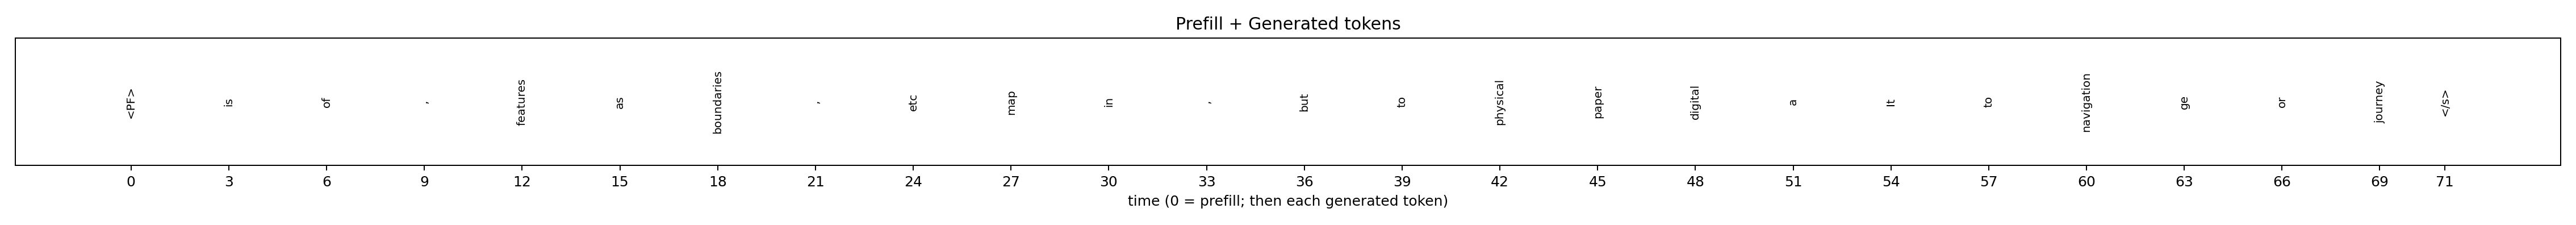 Prefill + Generated tokens
<PF> is of , features as boundaries , etc map in , but to physical paper digital a It to navigation ge or journey </s>
0 3 6 9 12 15 18 21 24 27 30 33 36 39 42 45 48 51 54 57 60 63 66 69 71
time (0 = prefill; then each generated token)